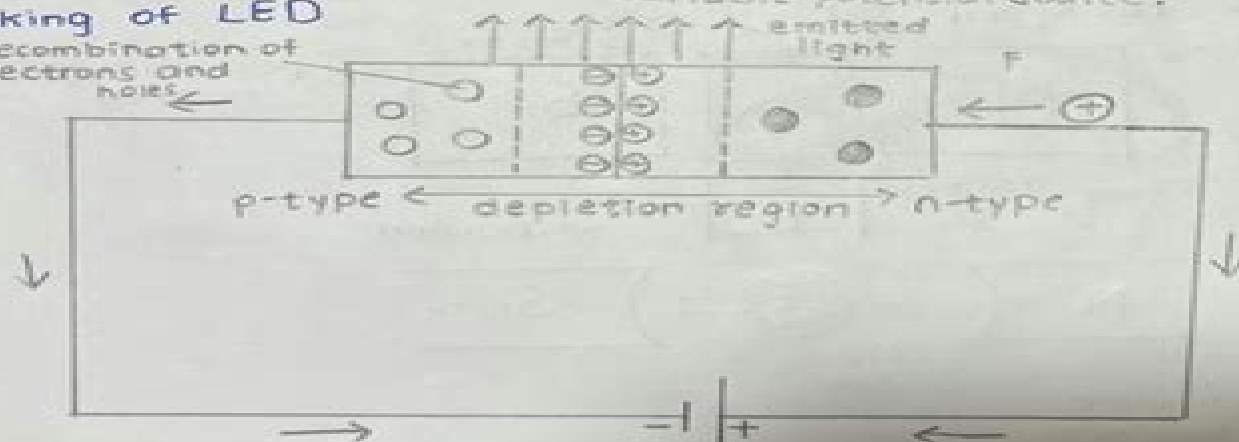 king of LED
ecombination of
ectrons and
holes
emitted
light
F
p-type
depletion region
n-type
- +